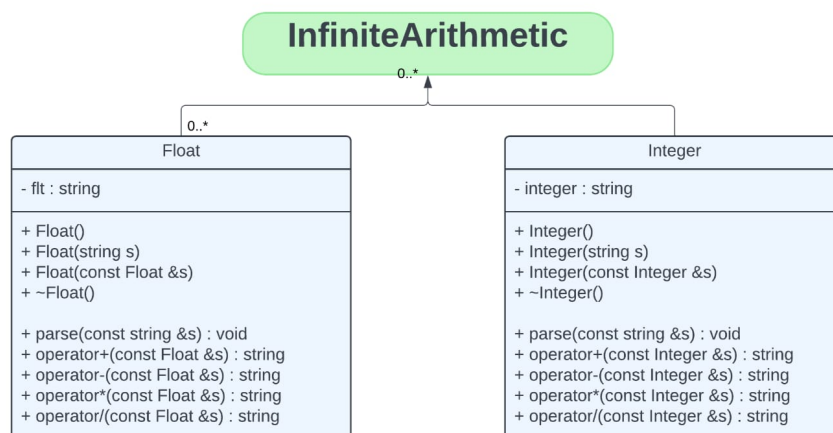 InfiniteArithmetic
0..*
0..*
Float
- flt : string
+ Float()
+ Float(string s)
+ Float(const Float &s)
+ ~Float()
+ parse(const string &s) : void
+ operator+(const Float &s) : string
+ operator-(const Float &s) : string
+ operator*(const Float &s) : string
+ operator/(const Float &s) : string
Integer
- integer : string
+ Integer()
+ Integer(string s)
+ Integer(const Integer &s)
+ ~Integer()
+ parse(const string &s) : void
+ operator+(const Integer &s) : string
+ operator-(const Integer &s) : string
+ operator*(const Integer &s) : string
+ operator/(const Integer &s) : string